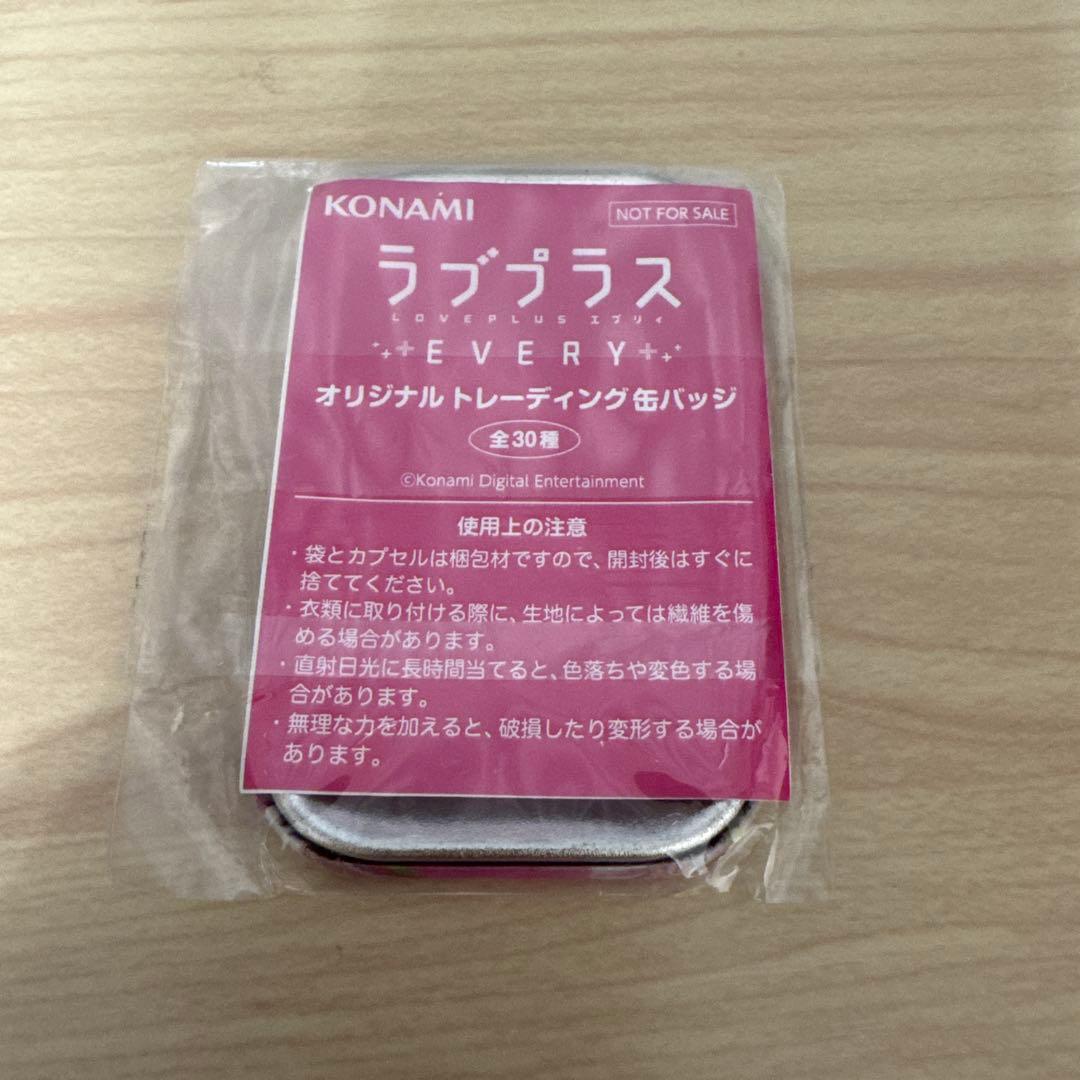 KONAMI
NOT FOR SALE
ラブプラス
LOVEPLUS エブリィ
EVERY
オリジナルトレーディング缶バッジ
全30種
©Konami Digital Entertainment
使用上の注意
・袋とカプセルは梱包材ですので、開封後はすぐに
捨ててください。
・衣類に取り付ける際に、生地によっては繊維を傷
める場合があります。
・直射日光に長時間当てると、色落ちや変色する場
合があります。
・無理な力を加えると、破損したり変形する場合が
あります。